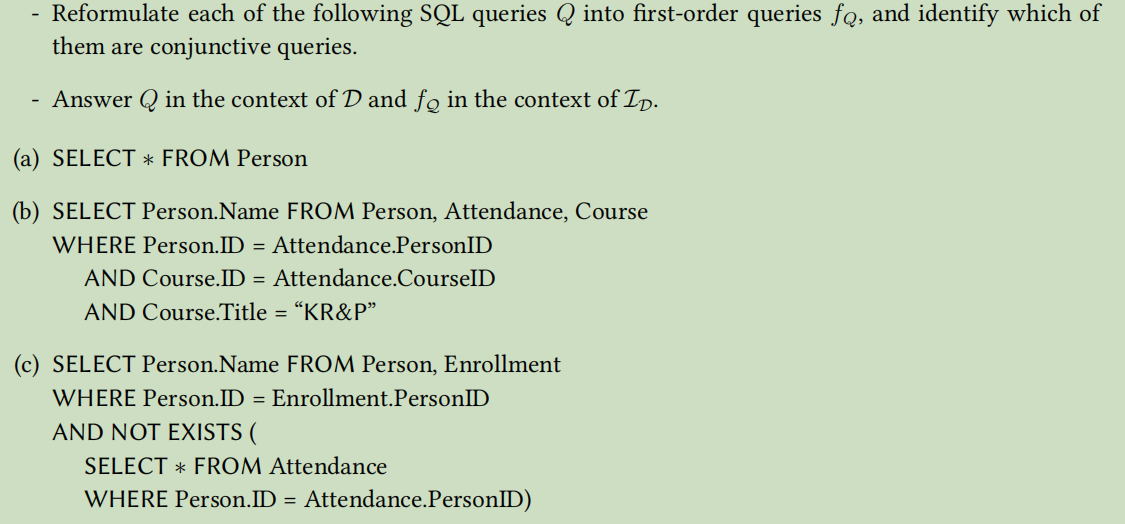 - Reformulate each of the following SQL queries Q into first-order queries f_Q, and identify which of
them are conjunctive queries.
- Answer Q in the context of 𝒟 and f_Q in the context of ℐ_𝒟.
(a) SELECT ∗ FROM Person
(b) SELECT Person.Name FROM Person, Attendance, Course
WHERE Person.ID = Attendance.PersonID
AND Course.ID = Attendance.CourseID
AND Course.Title = “KR&P”
(c) SELECT Person.Name FROM Person, Enrollment
WHERE Person.ID = Enrollment.PersonID
AND NOT EXISTS (
SELECT ∗ FROM Attendance
WHERE Person.ID = Attendance.PersonID)